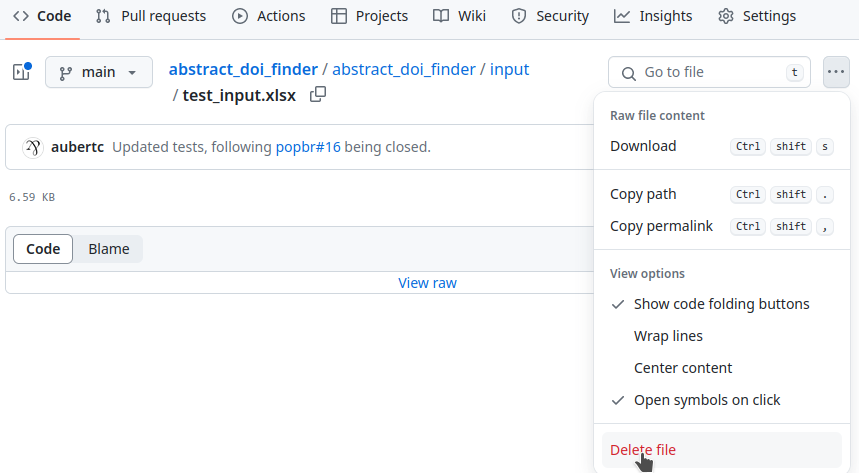 Code Pull requests Actions Projects Wiki Security Insights Settings
main abstract_doi_finder / abstract_doi_finder / input
/ test_input.xlsx
Go to file t
aubertc Updated tests, following popbr#16 being closed.
6.59 KB
Code Blame
View raw
Raw file content
Download Ctrl shift s
Copy path Ctrl shift .
Copy permalink Ctrl shift ,
View options
Show code folding buttons
Wrap lines
Center content
Open symbols on click
Delete file